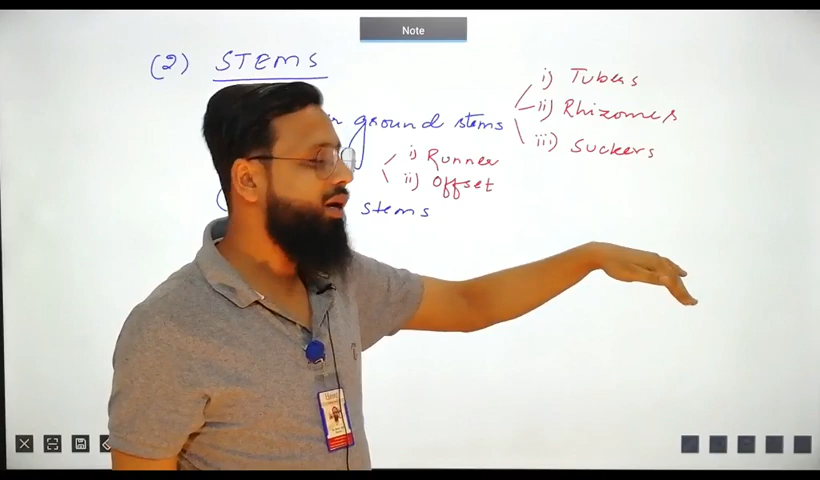 Note
(2) STEMS
ground stems
i) Tubers
ii) Rhizomes
iii) Suckers
i) Runner
ii) Offset
stems